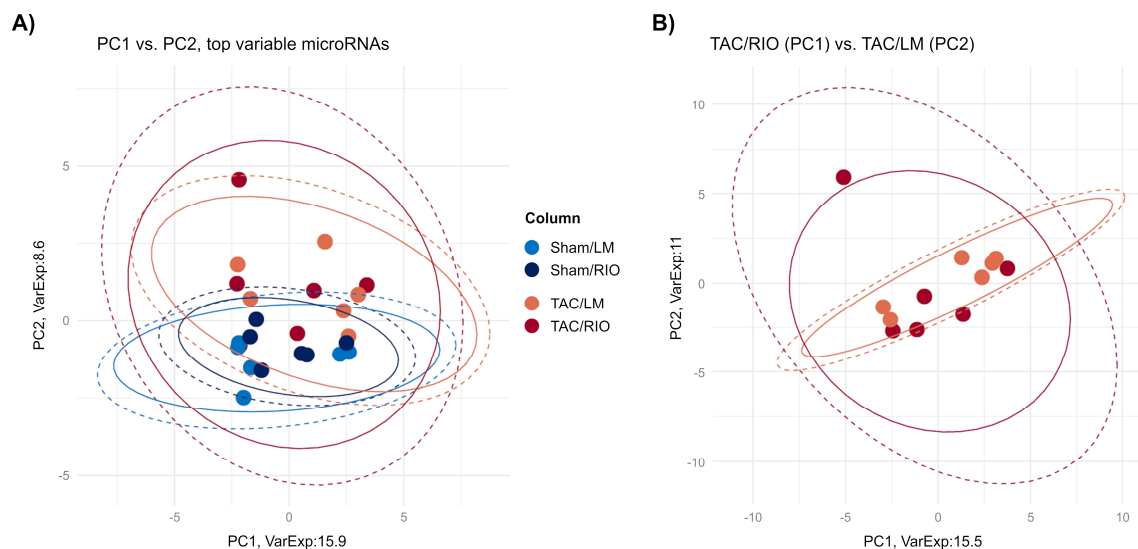 A)
PC1 vs. PC2, top variable microRNAs
5
0
-5
PC2, VarExp:8.6
-5
0
5
PC1, VarExp:15.9
Column
Sham/LM
Sham/RIO
TAC/LM
TAC/RIO
B)
TAC/RIO (PC1) vs. TAC/LM (PC2)
10
5
0
-5
-10
PC2, VarExp:11
-10
-5
0
5
10
PC1, VarExp:15.5